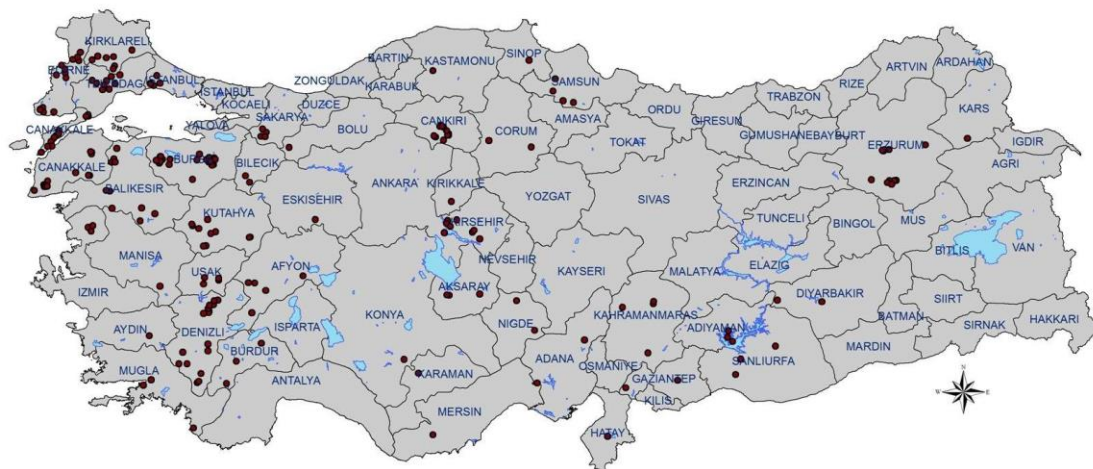 KIRKLARELI
EDIRNE
TEKIRDAG
ISTANBUL
ISTANBUL
KOCAELI
SAKARYA
YALOVA
DUZCE
ZONGULDAK
BARTIN
KARABUK
KASTAMONU
SINOP
SAMSUN
ORDU
GIRESUN
TRABZON
RIZE
ARTVIN
ARDAHAN
KARS
IGDIR
AGRI
CANAKKALE
CANAKKALE
BALIKESIR
BURSA
BILECIK
BOLU
CANKIRI
CORUM
AMASYA
TOKAT
GUMUSHANE
BAYBURT
ERZURUM
ERZINCAN
KUTAHYA
ESKISEHIR
ANKARA
KIRIKKALE
YOZGAT
SIVAS
TUNCELI
BINGOL
MUS
BITLIS
VAN
MANISA
USAK
AFYON
KIRSEHIR
NEVSEHIR
KAYSERI
MALATYA
ELAZIG
DIYARBAKIR
BATMAN
SIIRT
SIRNAK
HAKKARI
IZMIR
AYDIN
DENIZLI
ISPARTA
BURDUR
KONYA
AKSARAY
NIGDE
KAHRAMANMARAS
ADIYAMAN
SANLIURFA
MARDIN
MUGLA
ANTALYA
KARAMAN
MERSIN
ADANA
OSMANIYE
GAZIANTEP
KILIS
HATAY
N
W
E
S